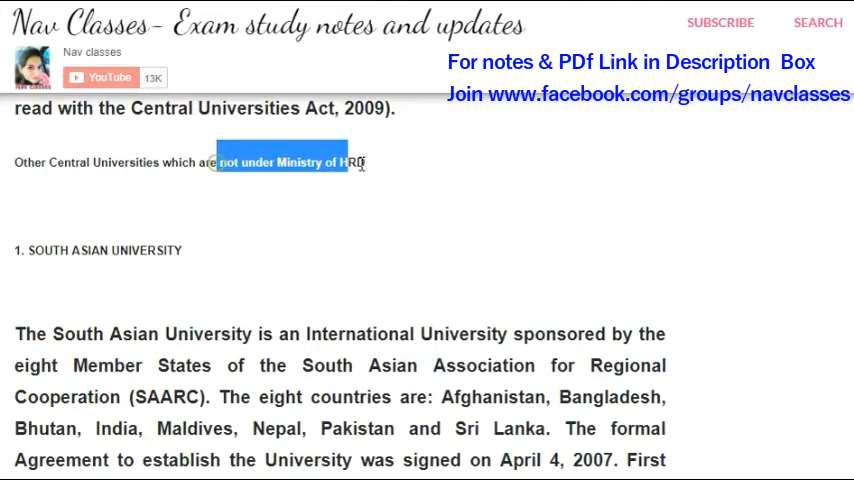 Nav Classes- Exam study notes and updates
SUBSCRIBE
SEARCH
Nav classes
YouTube 13K
For notes & PDf Link in Description Box
Join www.facebook.com/groups/navclasses
read with the Central Universities Act, 2009).
Other Central Universities which are not under Ministry of HRD
1. SOUTH ASIAN UNIVERSITY
The South Asian University is an International University sponsored by the
eight Member States of the South Asian Association for Regional
Cooperation (SAARC). The eight countries are: Afghanistan, Bangladesh,
Bhutan, India, Maldives, Nepal, Pakistan and Sri Lanka. The formal
Agreement to establish the University was signed on April 4, 2007. First